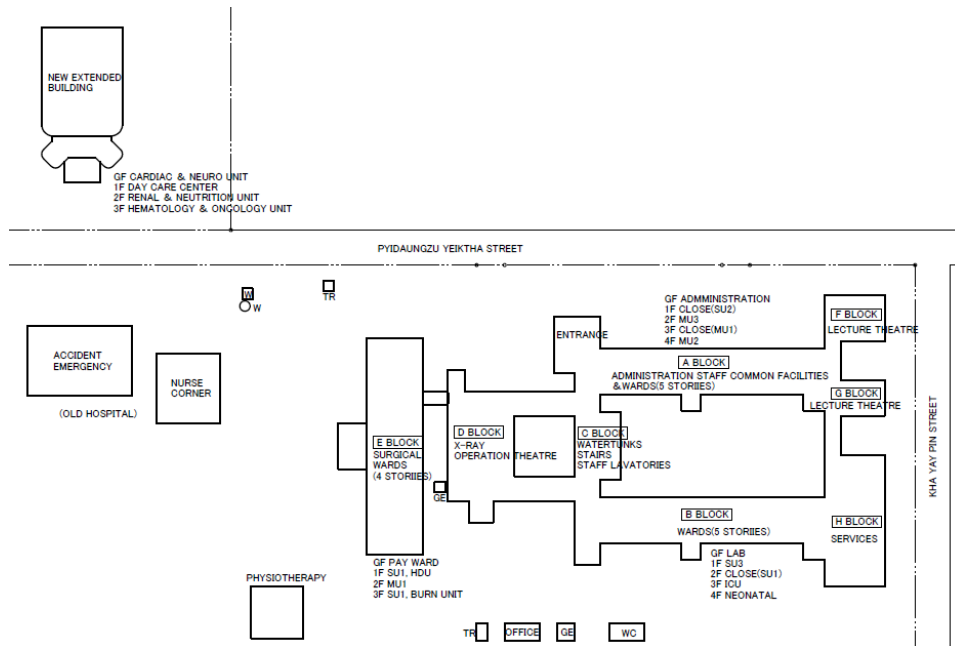 NEW EXTENDED
BUILDING
GF CARDIAC & NEURO UNIT
1F DAY CARE CENTER
2F RENAL & NEUTRITION UNIT
3F HEMATOLOGY & ONCOLOGY UNIT
PYIDAUNGZU YEIKTHA STREET
W
W
TR
ACCIDENT
EMERGENCY
(OLD HOSPITAL)
NURSE
CORNER
ENTRANCE
GF ADMMINISTRATION
1F CLOSE(SU2)
2F MU3
3F CLOSE(MU1)
4F MU2
F BLOCK
LECTURE THEATRE
A BLOCK
ADMINISTRATION STAFF COMMON FACILITIES
& WARDS(5 STORIIES)
G BLOCK
LECTURE THEATRE
KHA YAY PIN STREET
E BLOCK
SURGICAL
WARDS
(4 STORIIES)
D BLOCK
X-RAY
OPERATION THEATRE
C BLOCK
WATERTUNKS
STAIRS
STAFF LAVATORIES
GE
B BLOCK
WARDS(5 STORIIES)
H BLOCK
SERVICES
GF PAY WARD
1F SU1, HDU
2F MU1
3F SU1, BURN UNIT
GF LAB
1F SU3
2F CLOSE(SU1)
3F ICU
4F NEONATAL
PHYSIOTHERAPY
TR
OFFICE
GE
WC